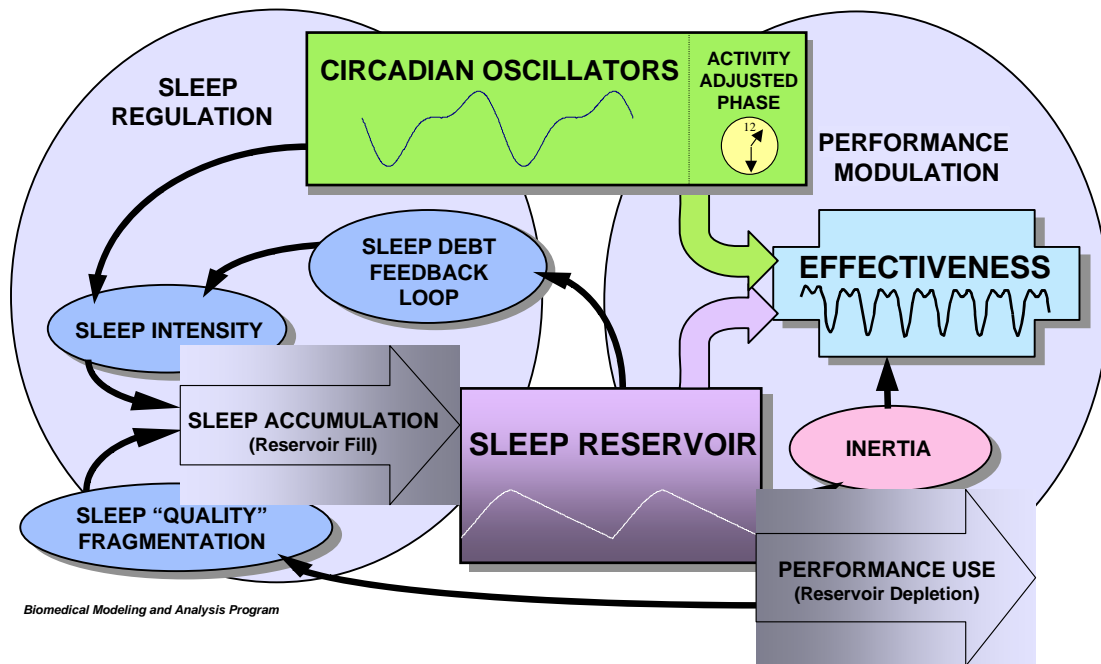 CIRCADIAN OSCILLATORS
ACTIVITY
ADJUSTED
PHASE
12
SLEEP
REGULATION
PERFORMANCE
MODULATION
SLEEP DEBT
FEEDBACK
LOOP
EFFECTIVENESS
SLEEP INTENSITY
SLEEP ACCUMULATION
(Reservoir Fill)
SLEEP RESERVOIR
INERTIA
SLEEP “QUALITY”
FRAGMENTATION
PERFORMANCE USE
(Reservoir Depletion)
Biomedical Modeling and Analysis Program